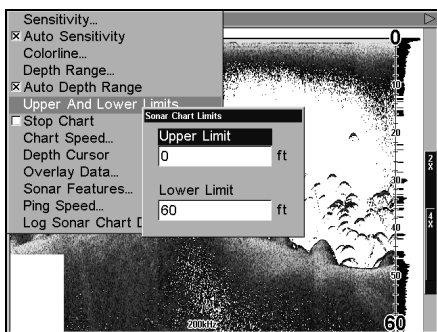 Sensitivity...
Auto Sensitivity
Colorline...
Depth Range...
Auto Depth Range
Upper And Lower Limits
Stop Chart
Chart Speed...
Depth Cursor
Overlay Data...
Sonar Features...
Ping Speed...
Log Sonar Chart D
Sonar Chart Limits
Upper Limit
0 ft
Lower Limit
60 ft
0
10
20
30
50
60
200kHz
2X
4X